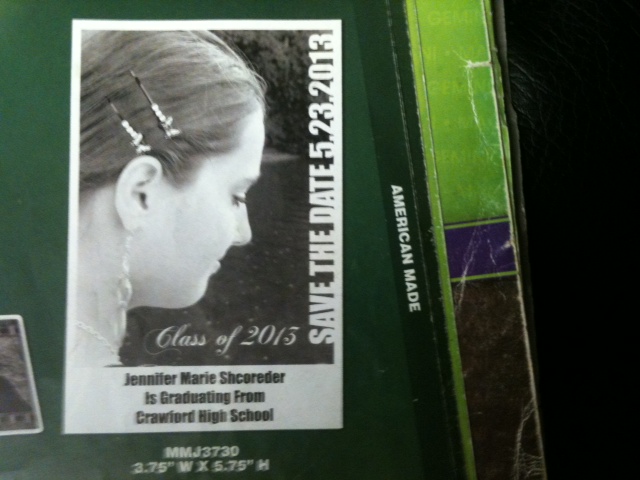 SAVE THE DATE 5.23.2013
Class of 2013
Jennifer Marie Shcoreder
Is Graduating From
Crawford High School
MMJ3730
3.75" W X 5.75" H
AMERICAN MADE
GEMINI